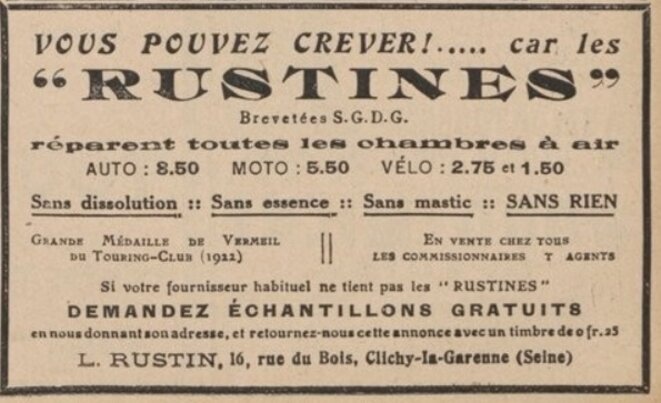 VOUS POUVEZ CREVER!..... car les
“RUSTINES”
Brevetées S.G.D.G.
réparent toutes les chambres à air
AUTO : 8.50 MOTO : 5.50 VÉLO : 2.75 et 1.50
Sans dissolution :: Sans essence :: Sans mastic :: SANS RIEN
GRANDE MÉDAILLE DE VERMEIL
DU TOURING-CLUB (1922)
EN VENTE CHEZ TOUS
LES COMMISSIONNAIRES T AGENTS
Si votre fournisseur habituel ne tient pas les “RUSTINES”
DEMANDEZ ÉCHANTILLONS GRATUITS
en nous donnant son adresse, et retournez-nous cette annonce avec un timbre de 0 fr. 25
L. RUSTIN, 16, rue du Bois, Clichy-la-Garenne (Seine)